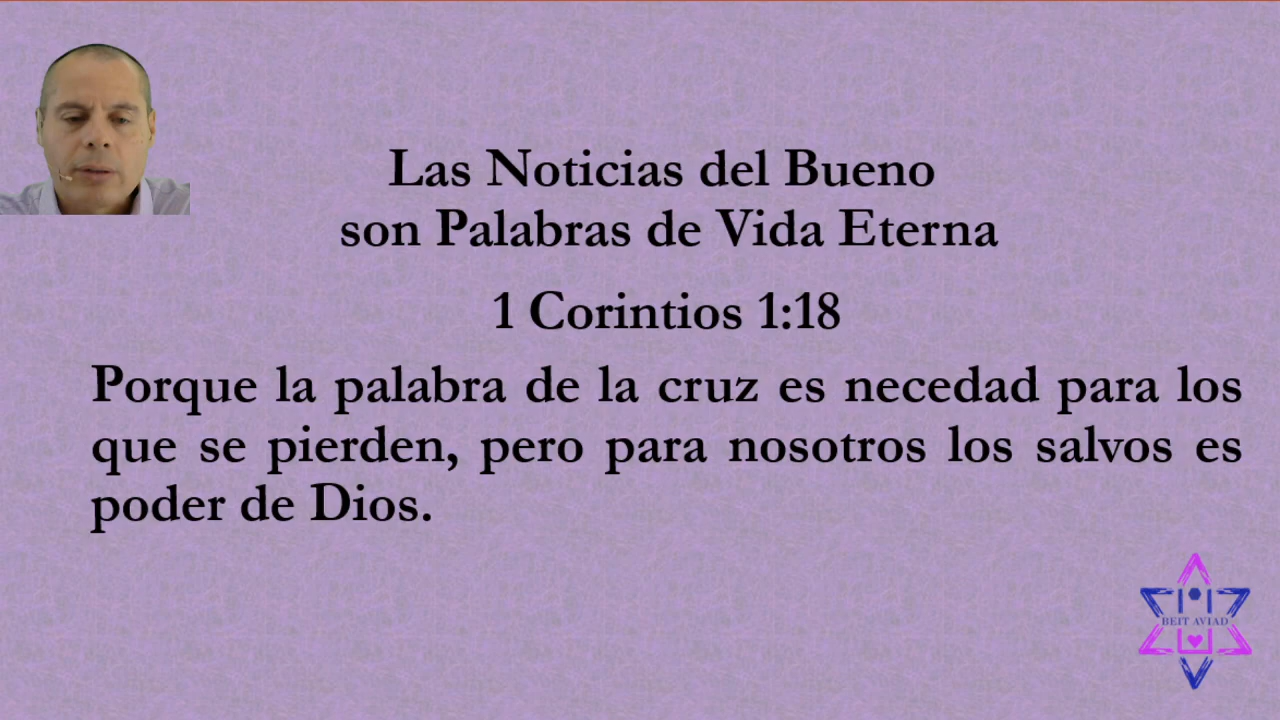 Las Noticias del Bueno
son Palabras de Vida Eterna
1 Corintios 1:18
Porque la palabra de la cruz es necedad para los
que se pierden, pero para nosotros los salvos es
poder de Dios.
BEIT AVIAD